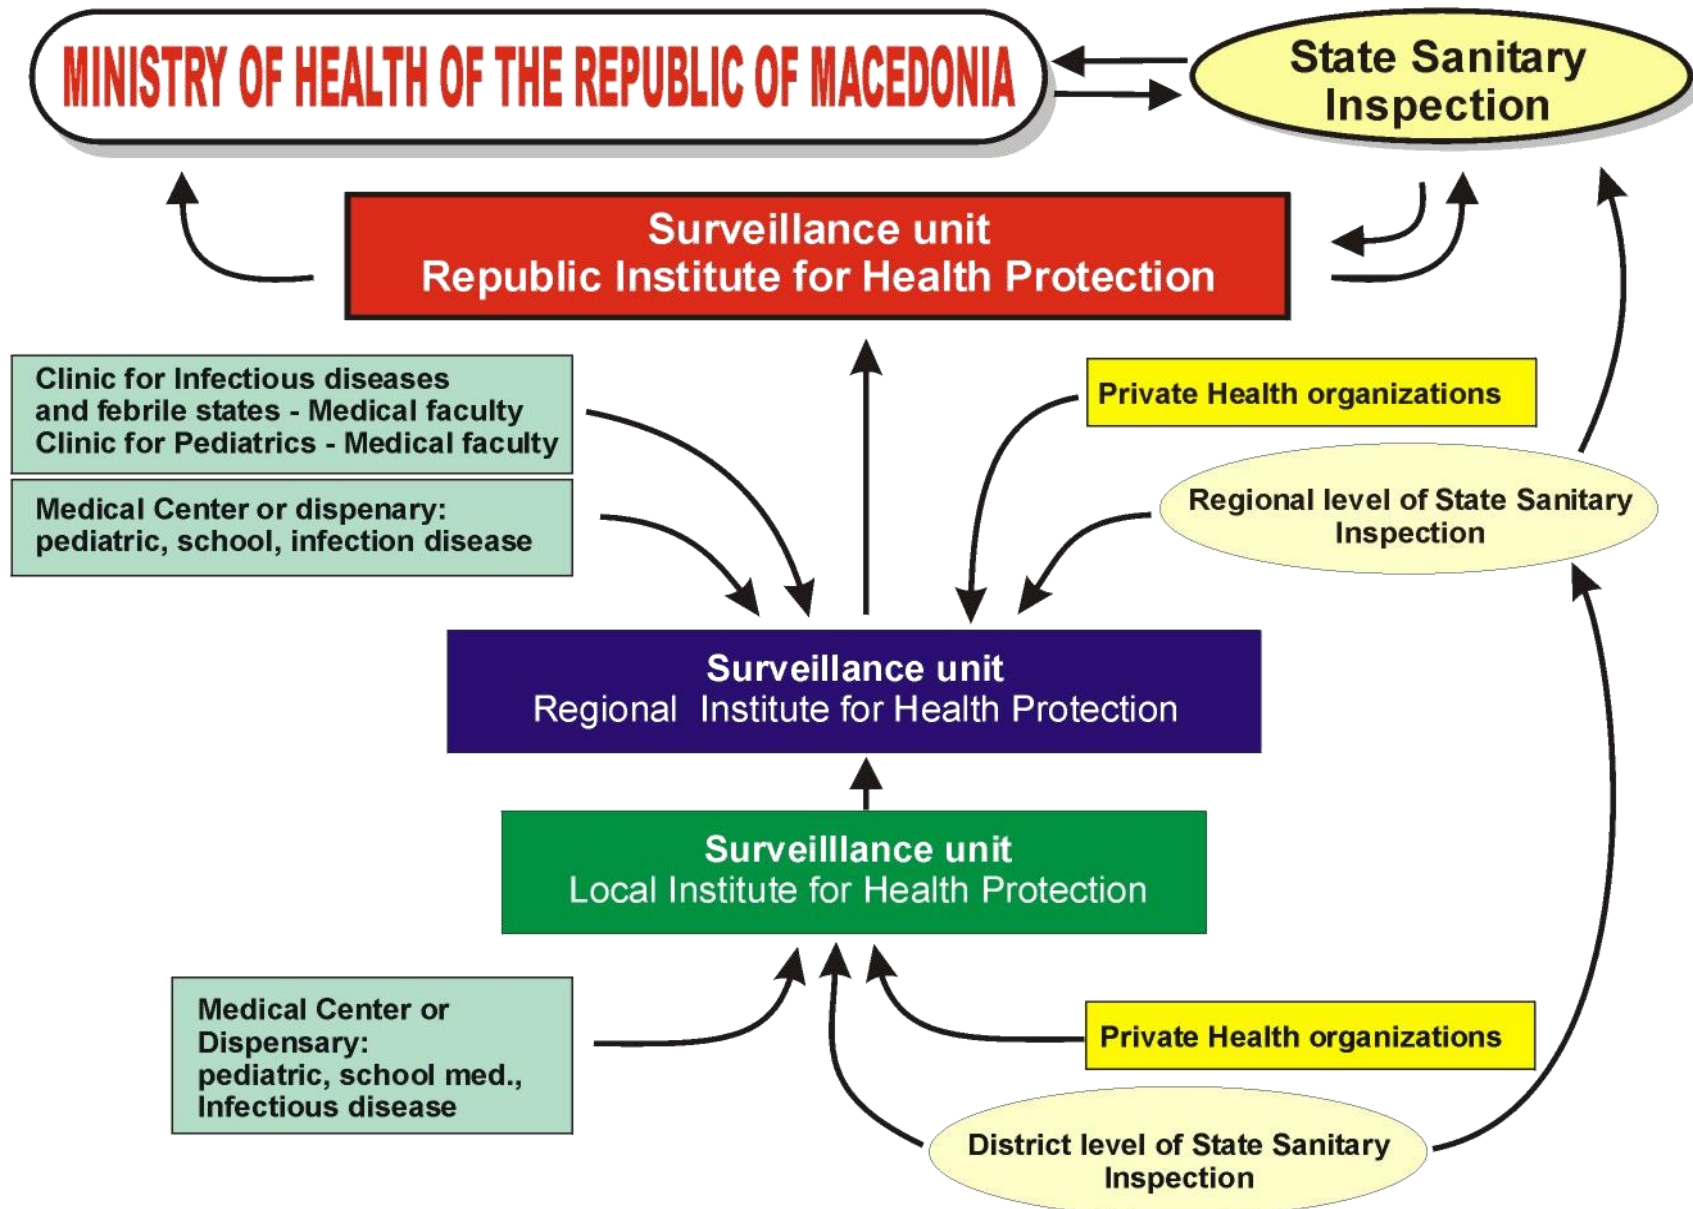 MINISTRY OF HEALTH OF THE REPUBLIC OF MACEDONIA
State Sanitary
Inspection
Surveillance unit
Republic Institute for Health Protection
Clinic for Infectious diseases
and febrile states - Medical faculty
Clinic for Pediatrics - Medical faculty
Private Health organizations
Medical Center or dispenary:
pediatric, school, infection disease
Regional level of State Sanitary
Inspection
Surveillance unit
Regional Institute for Health Protection
Surveilllance unit
Local Institute for Health Protection
Medical Center or
Dispensary:
pediatric, school med.,
Infectious disease
Private Health organizations
District level of State Sanitary
Inspection